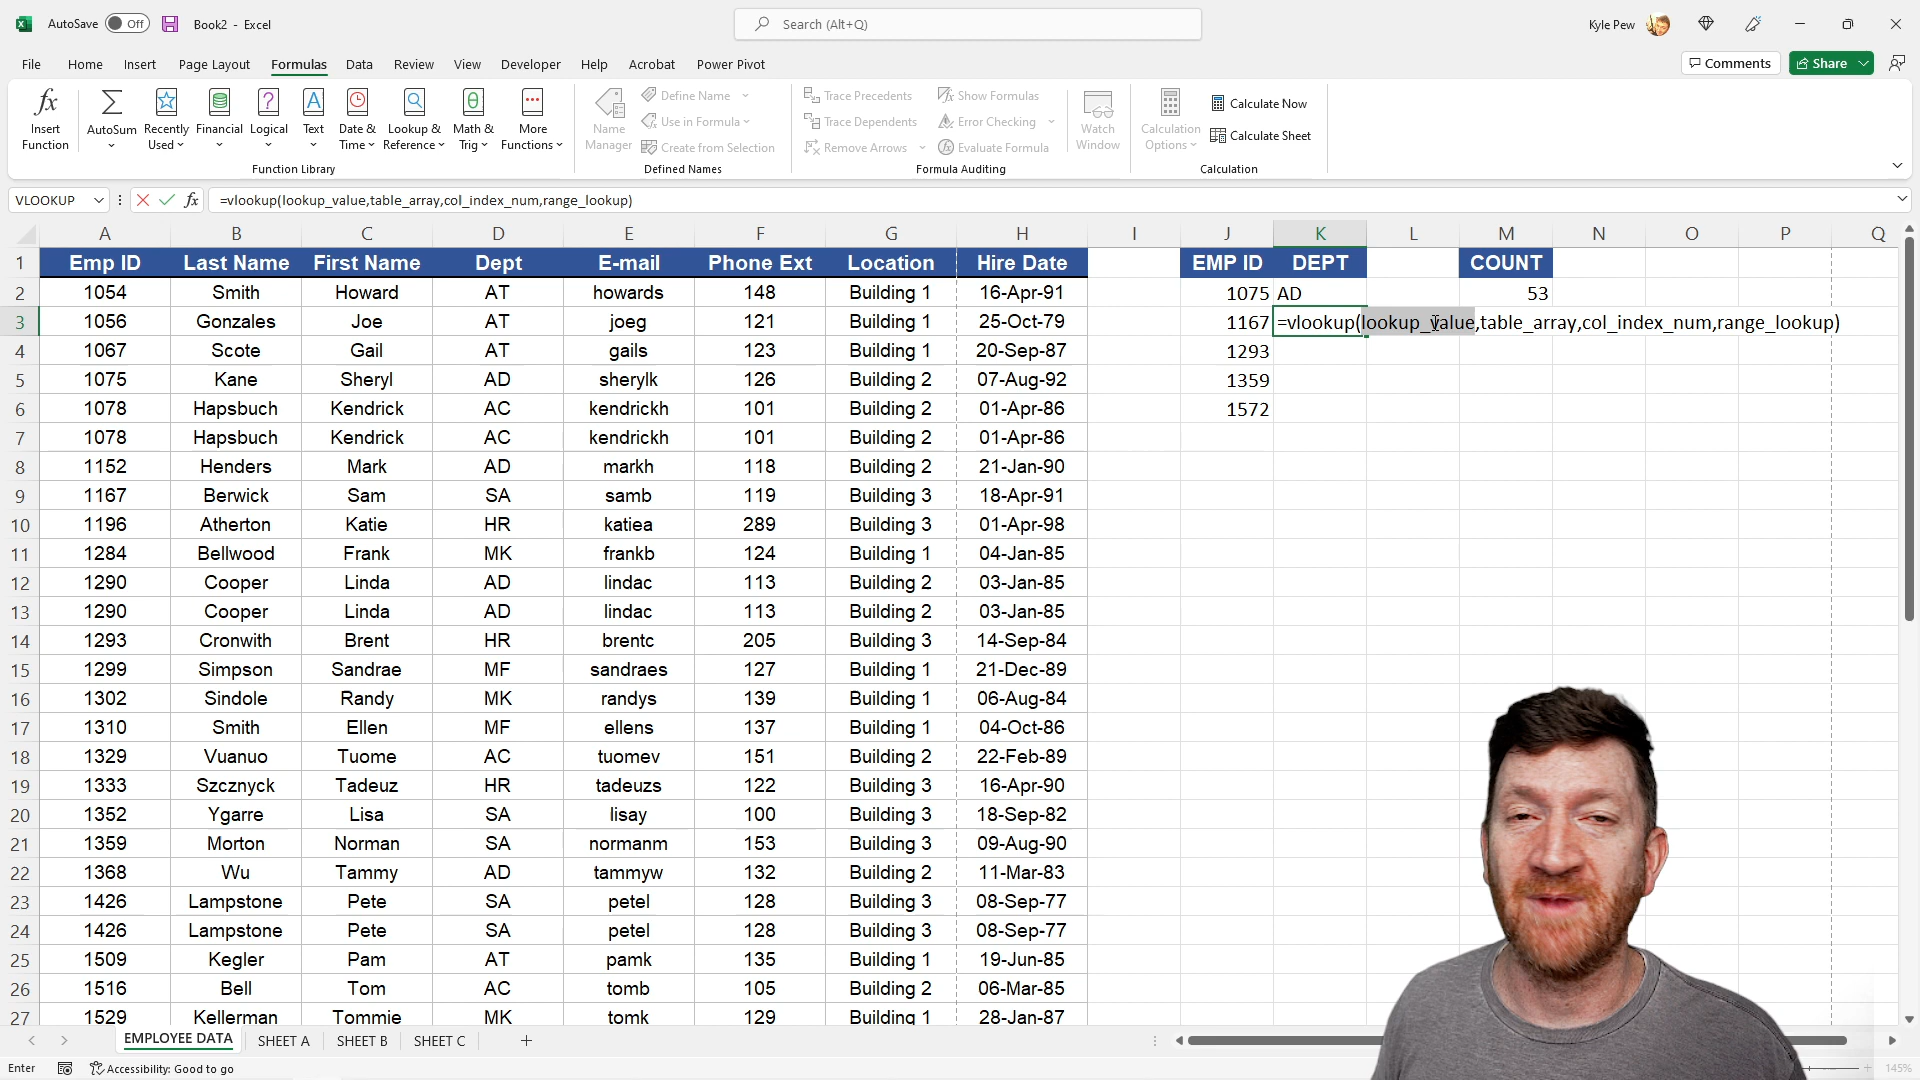 AutoSave Off Book2 - Excel Search (Alt+Q) Kyle Pew
File Home Insert Page Layout Formulas Data Review View Developer Help Acrobat Power Pivot Comments Share
Insert Function AutoSum Recently Used Financial Logical Text Date & Time Lookup & Reference Math & Trig More Functions
Function Library
Name Manager Define Name Use in Formula Create from Selection
Defined Names
Trace Precedents Show Formulas
Trace Dependents Error Checking
Remove Arrows Evaluate Formula
Formula Auditing
Watch Window
Calculation Options Calculate Now Calculate Sheet
Calculation
VLOOKUP fx =vlookup(lookup_value,table_array,col_index_num,range_lookup)
A B C D E F G H I J K L M N O P Q
1 Emp ID Last Name First Name Dept E-mail Phone Ext Location Hire Date EMP ID DEPT COUNT
2 1054 Smith Howard AT howards 148 Building 1 16-Apr-91 1075 AD 53
3 1056 Gonzales Joe AT joeg 121 Building 1 25-Oct-79 1167 =vlookup(lookup_value,table_array,col_index_num,range_lookup)
4 1067 Scote Gail AT gails 123 Building 1 20-Sep-87 1293
5 1075 Kane Sheryl AD sherylk 126 Building 2 07-Aug-92 1359
6 1078 Hapsbuch Kendrick AC kendrickh 101 Building 2 01-Apr-86 1572
7 1078 Hapsbuch Kendrick AC kendrickh 101 Building 2 01-Apr-86
8 1152 Henders Mark AD markh 118 Building 2 21-Jan-90
9 1167 Berwick Sam SA samb 119 Building 3 18-Apr-91
10 1196 Atherton Katie HR katiea 289 Building 3 01-Apr-98
11 1284 Bellwood Frank MK frankb 124 Building 1 04-Jan-85
12 1290 Cooper Linda AD lindac 113 Building 2 03-Jan-85
13 1290 Cooper Linda AD lindac 113 Building 2 03-Jan-85
14 1293 Cronwith Brent HR brentc 205 Building 3 14-Sep-84
15 1299 Simpson Sandrae MF sandraes 127 Building 1 21-Dec-89
16 1302 Sindole Randy MK randys 139 Building 1 06-Aug-84
17 1310 Smith Ellen MF ellens 137 Building 1 04-Oct-86
18 1329 Vuanuo Tuome AC tuomev 151 Building 2 22-Feb-89
19 1333 Szcznyck Tadeuz HR tadeuzs 122 Building 3 16-Apr-90
20 1352 Ygarre Lisa SA lisay 100 Building 3 18-Sep-82
21 1359 Morton Norman SA normanm 153 Building 3 09-Aug-90
22 1368 Wu Tammy AD tammyw 132 Building 2 11-Mar-83
23 1426 Lampstone Pete SA petel 128 Building 3 08-Sep-77
24 1426 Lampstone Pete SA petel 128 Building 3 08-Sep-77
25 1509 Kegler Pam AT pamk 135 Building 1 19-Jun-85
26 1516 Bell Tom AC tomb 105 Building 2 06-Mar-85
27 1529 Kellerman Tommie MK tomk 129 Building 1 28-Jan-87
EMPLOYEE DATA SHEET A SHEET B SHEET C
Enter Accessibility: Good to go 145%